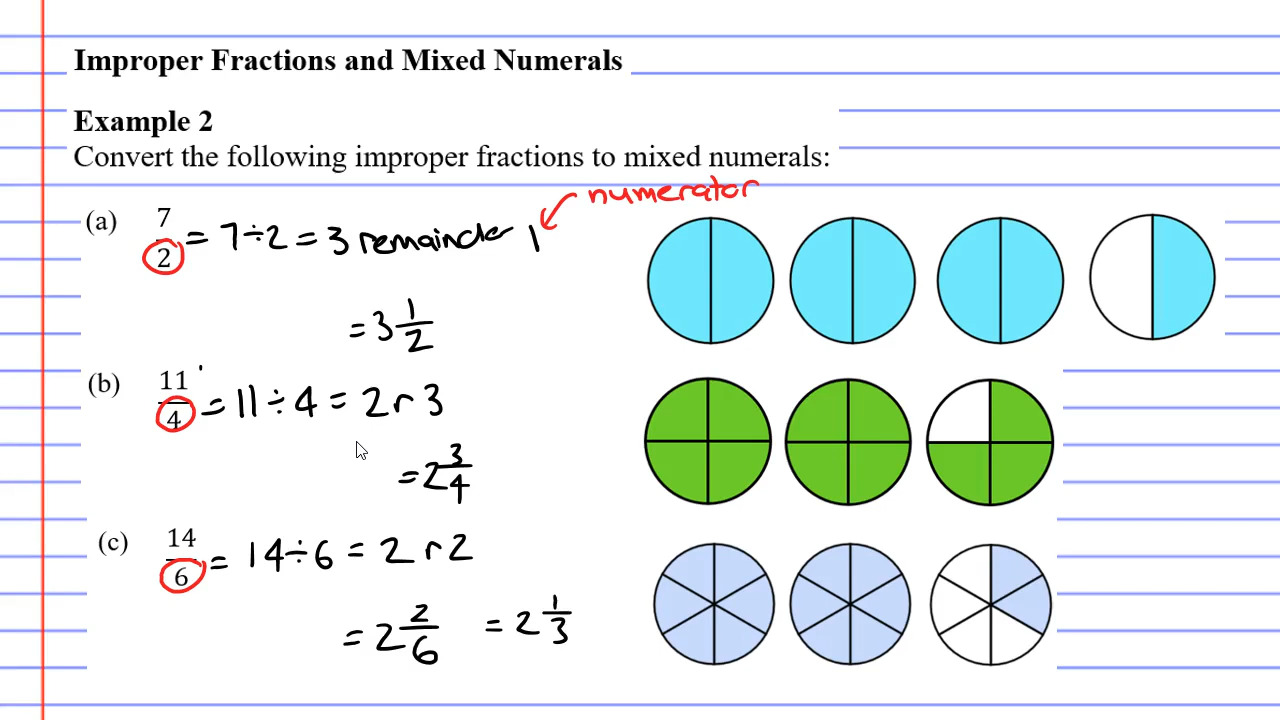 Improper Fractions and Mixed Numerals
Example 2
Convert the following improper fractions to mixed numerals:
numerator
(a) 7/2 = 7÷2 = 3 remainder 1
= 3 1/2
(b) 11/4 = 11÷4 = 2 r 3
= 2 3/4
(c) 14/6 = 14÷6 = 2 r 2
= 2 2/6 = 2 1/3